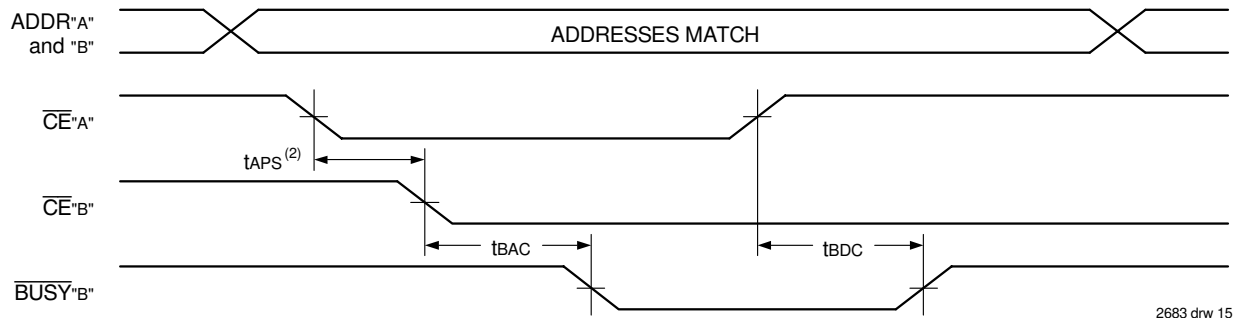 ADDR"A"
and "B"
ADDRESSES MATCH
CE"A"
tAPS (2)
CE"B"
tBAC
tBDC
BUSY"B"
2683 drw 15